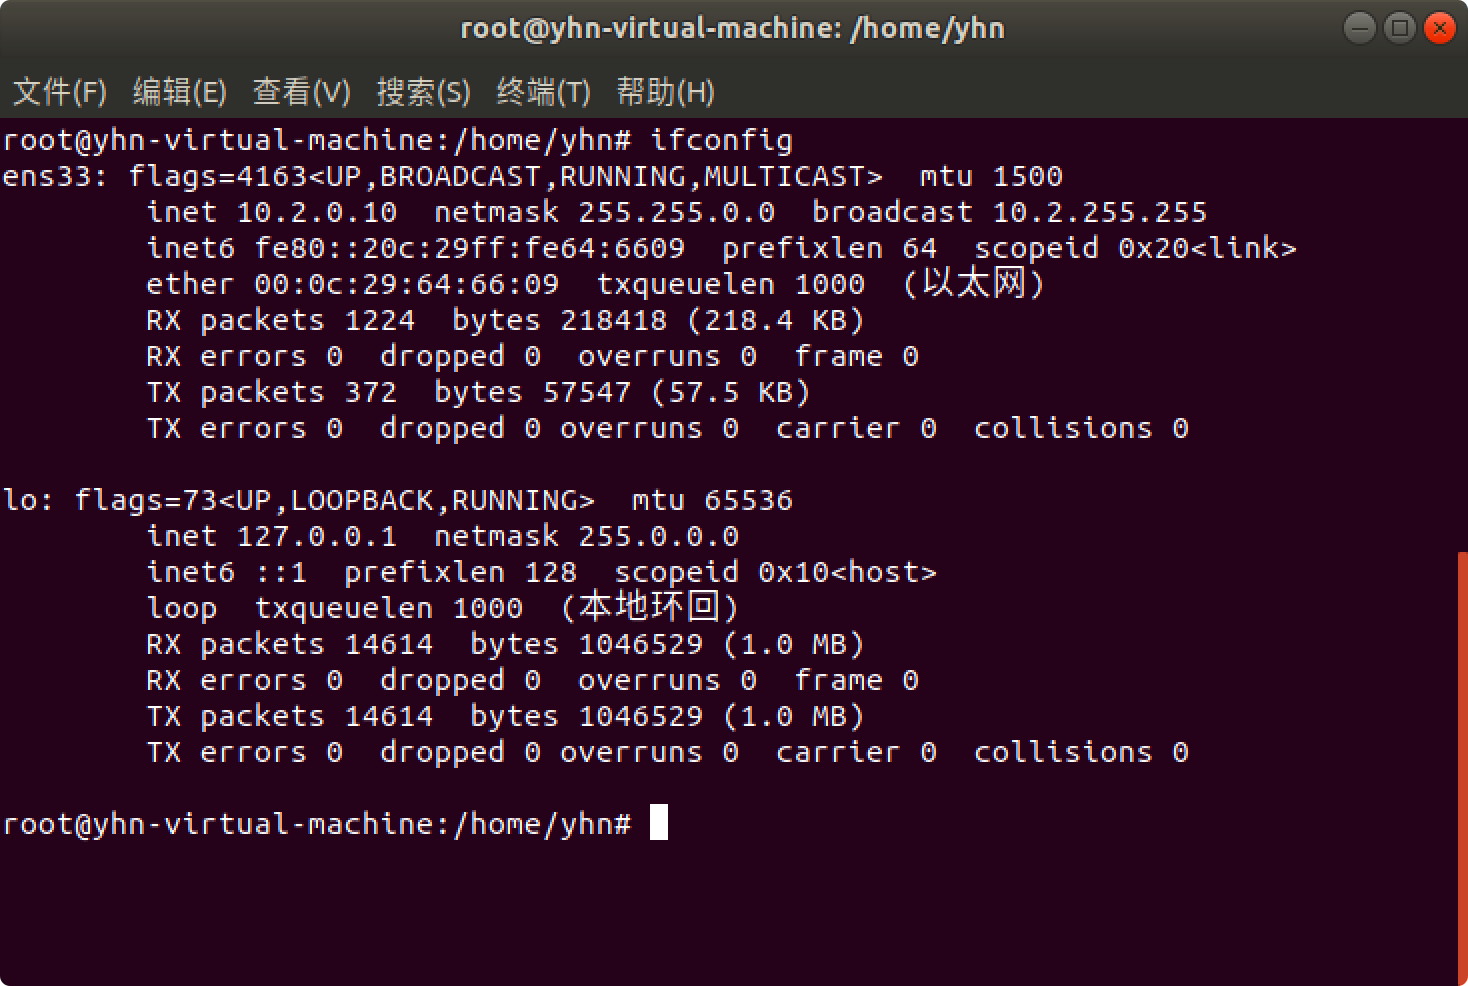 root@yhn-virtual-machine: /home/yhn
文件(F) 编辑(E) 查看(V) 搜索(S) 终端(T) 帮助(H)
root@yhn-virtual-machine:/home/yhn# ifconfig
ens33: flags=4163<UP,BROADCAST,RUNNING,MULTICAST>  mtu 1500
        inet 10.2.0.10  netmask 255.255.0.0  broadcast 10.2.255.255
        inet6 fe80::20c:29ff:fe64:6609  prefixlen 64  scopeid 0x20<link>
        ether 00:0c:29:64:66:09  txqueuelen 1000  (以太网)
        RX packets 1224  bytes 218418 (218.4 KB)
        RX errors 0  dropped 0  overruns 0  frame 0
        TX packets 372  bytes 57547 (57.5 KB)
        TX errors 0  dropped 0 overruns 0  carrier 0  collisions 0
lo: flags=73<UP,LOOPBACK,RUNNING>  mtu 65536
        inet 127.0.0.1  netmask 255.0.0.0
        inet6 ::1  prefixlen 128  scopeid 0x10<host>
        loop  txqueuelen 1000  (本地环回)
        RX packets 14614  bytes 1046529 (1.0 MB)
        RX errors 0  dropped 0  overruns 0  frame 0
        TX packets 14614  bytes 1046529 (1.0 MB)
        TX errors 0  dropped 0 overruns 0  carrier 0  collisions 0
root@yhn-virtual-machine:/home/yhn#